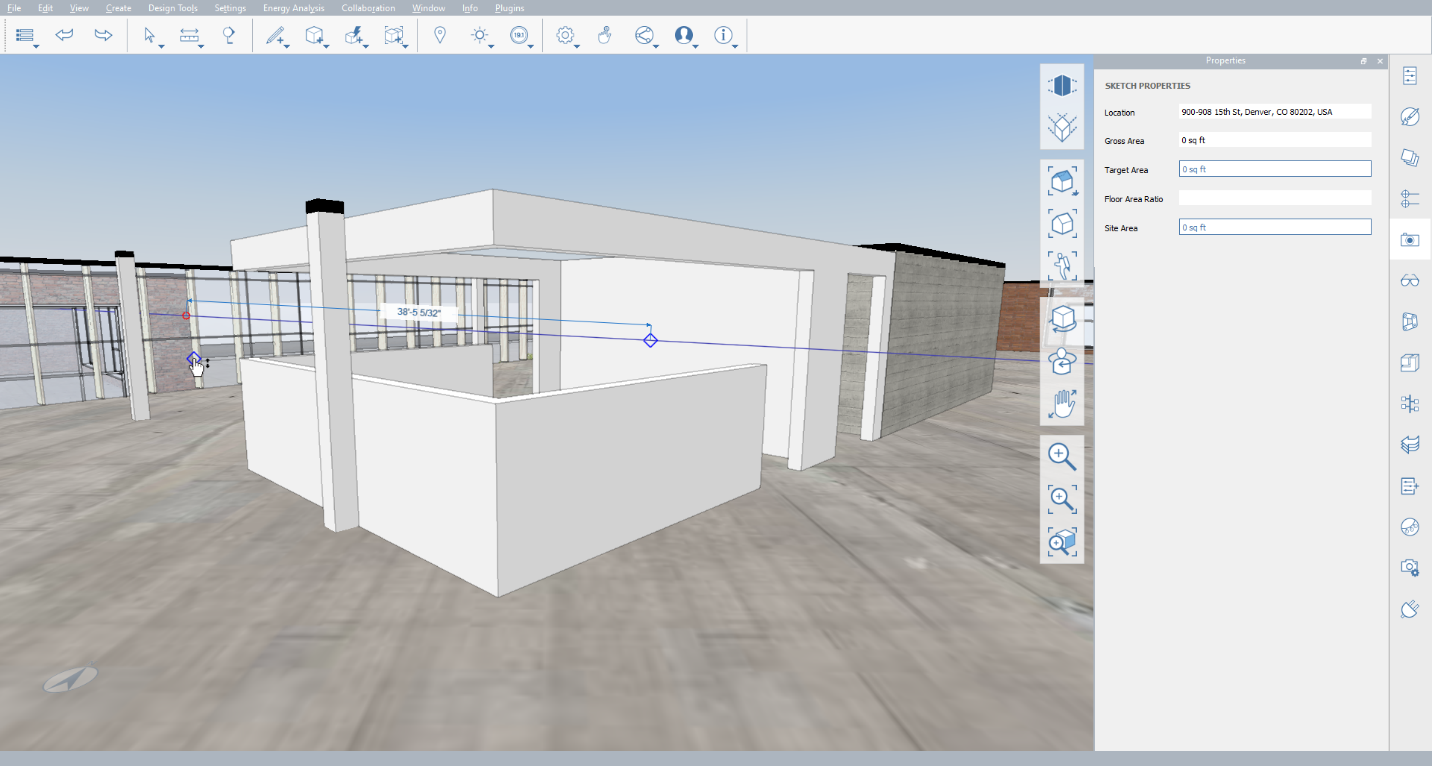 File Edit View Create Design Tools Settings Energy Analysis Collaboration Window Info Plugins
Properties
SKETCH PROPERTIES
Location 900-908 15th St, Denver, CO 80202, USA
Gross Area 0 sq ft
Target Area 0 sq ft
Floor Area Ratio
Site Area 0 sq ft
38'-5 5/32"